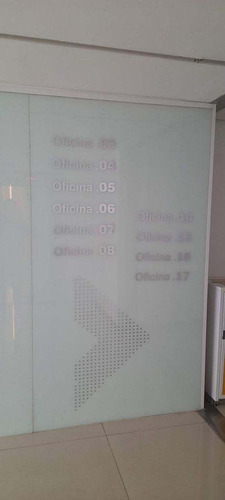 Oficina .03
Oficina .04
Oficina .05
Oficina .06
Oficina .07
Oficina .08
Oficina
Oficina
Oficina .16
Oficina .17